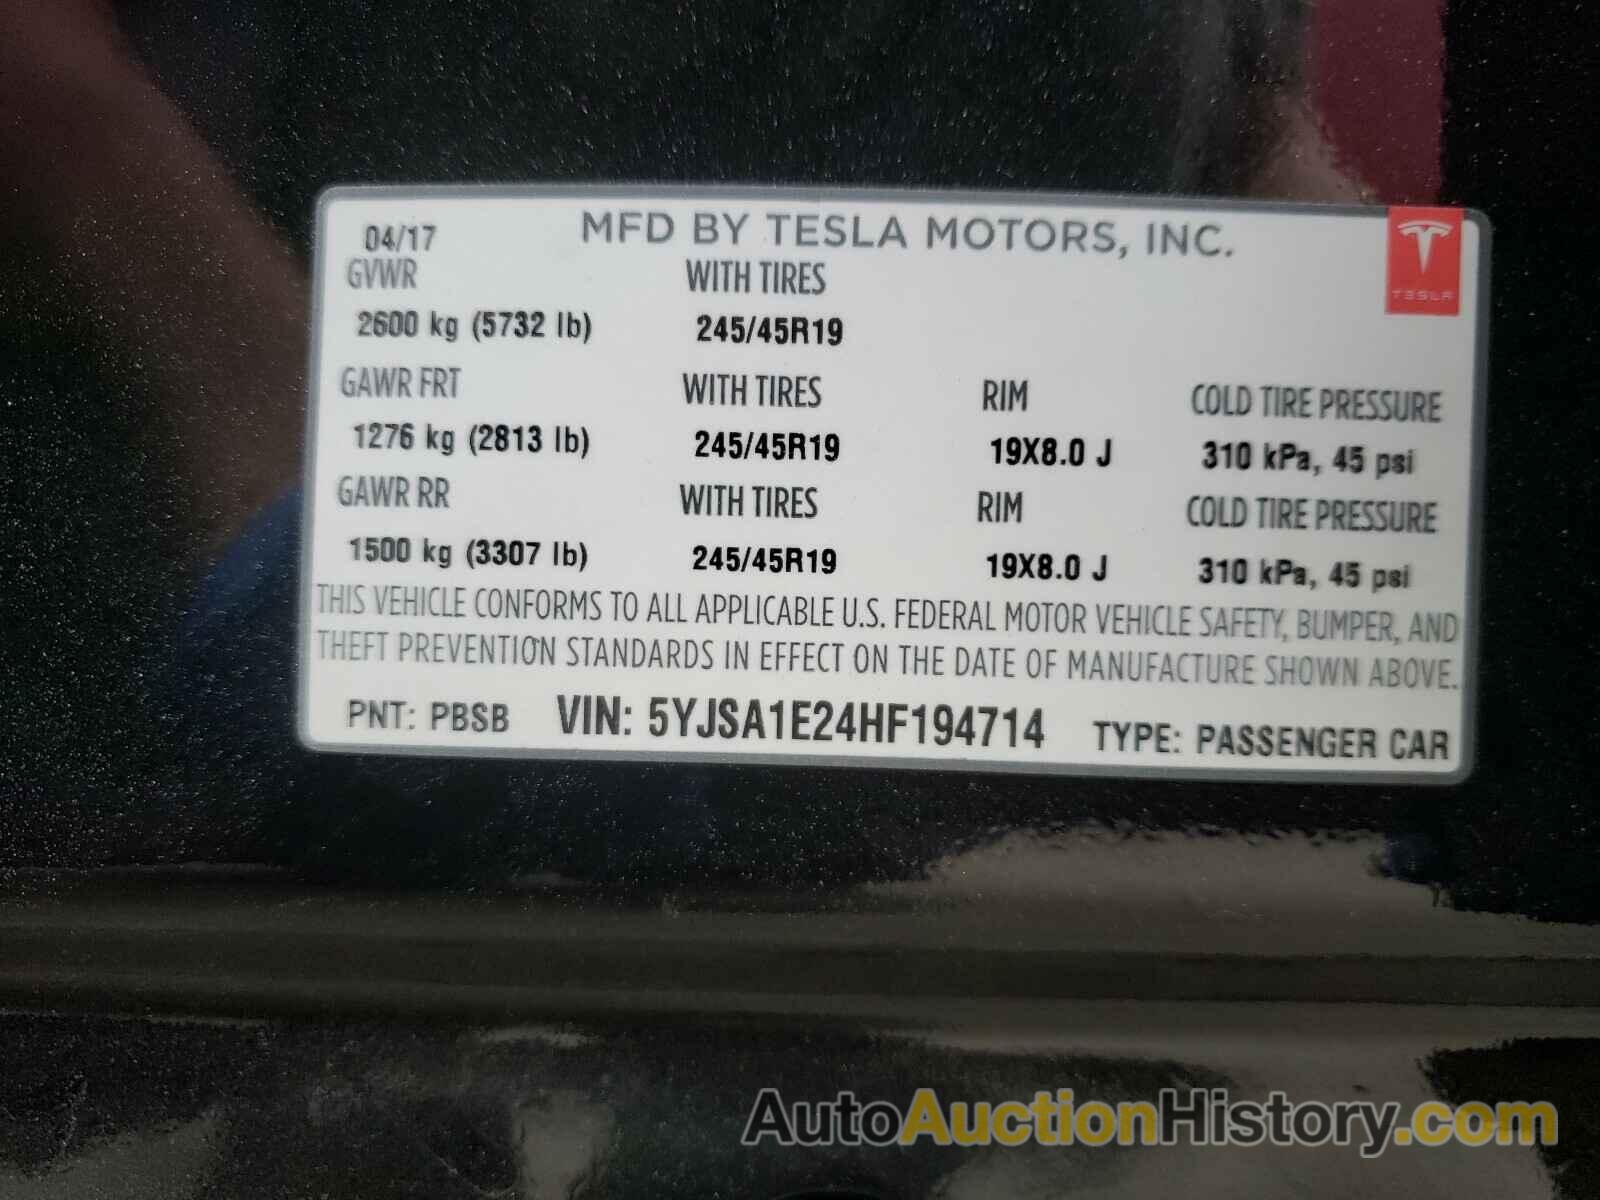 04/17 MFD BY TESLA MOTORS, INC.
TESLA
GVWR WITH TIRES
2600 kg (5732 lb) 245/45R19
GAWR FRT WITH TIRES RIM COLD TIRE PRESSURE
1276 kg (2813 lb) 245/45R19 19X8.0 J 310 kPa, 45 psi
GAWR RR WITH TIRES RIM COLD TIRE PRESSURE
1500 kg (3307 lb) 245/45R19 19X8.0 J 310 kPa, 45 psi
THIS VEHICLE CONFORMS TO ALL APPLICABLE U.S. FEDERAL MOTOR VEHICLE SAFETY, BUMPER, AND
THEFT PREVENTION STANDARDS IN EFFECT ON THE DATE OF MANUFACTURE SHOWN ABOVE.
PNT: PBSB VIN: 5YJSA1E24HF194714 TYPE: PASSENGER CAR
AutoAuctionHistory.com